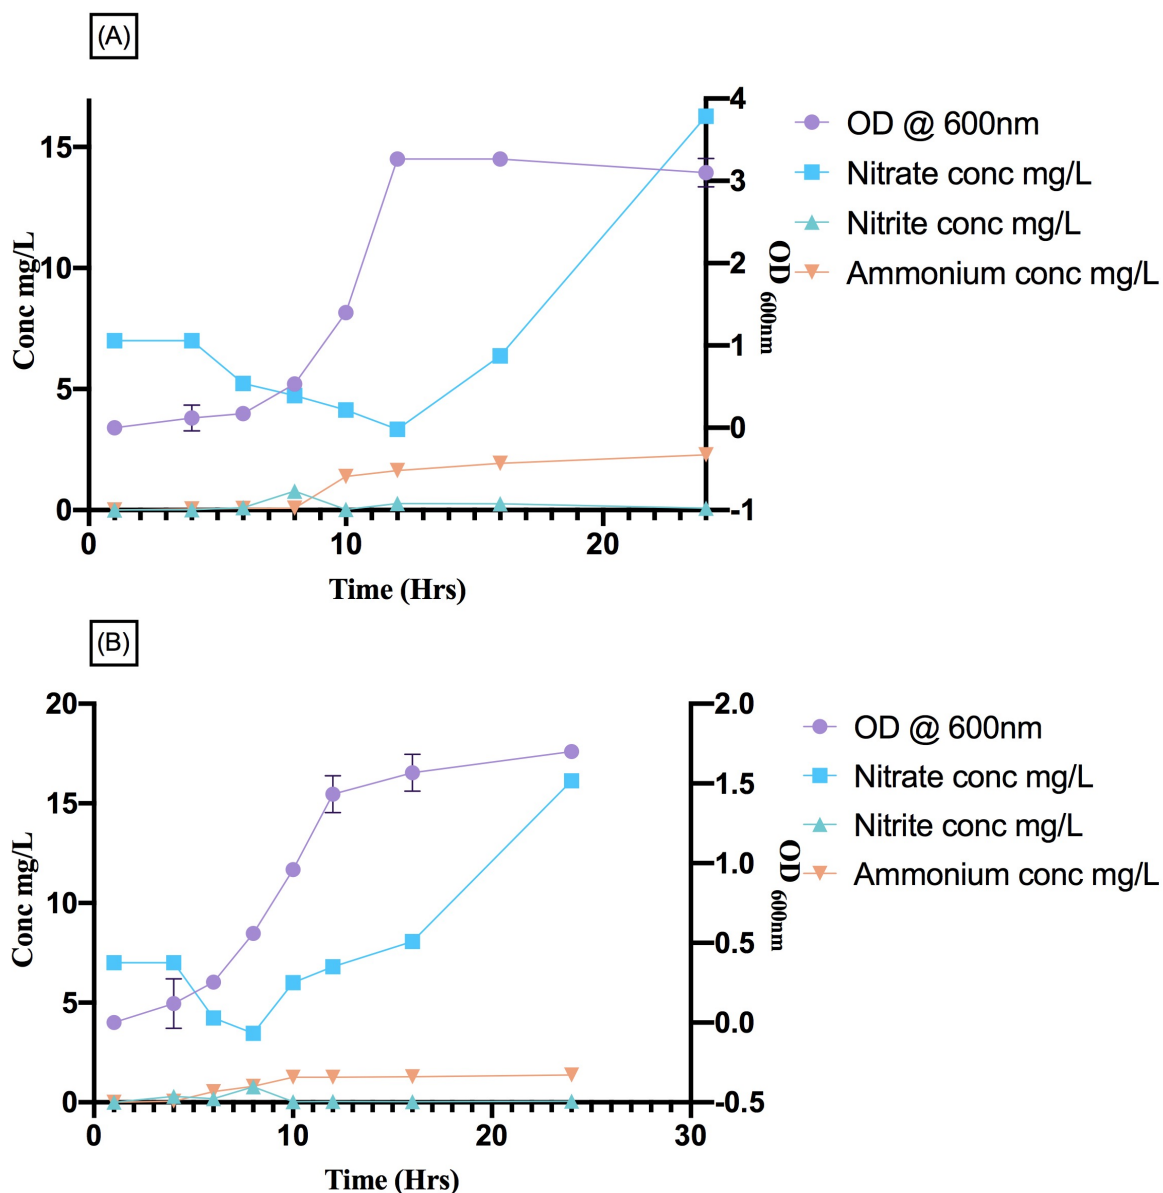 (A)
15
10
5
0
Conc mg/L
0
10
20
Time (Hrs)
4
3
2
1
0
-1
OD 600nm
OD @ 600nm
Nitrate conc mg/L
Nitrite conc mg/L
Ammonium conc mg/L
(B)
20
15
10
5
0
Conc mg/L
0
10
20
30
Time (Hrs)
2.0
1.5
1.0
0.5
0.0
-0.5
OD 600nm
OD @ 600nm
Nitrate conc mg/L
Nitrite conc mg/L
Ammonium conc mg/L